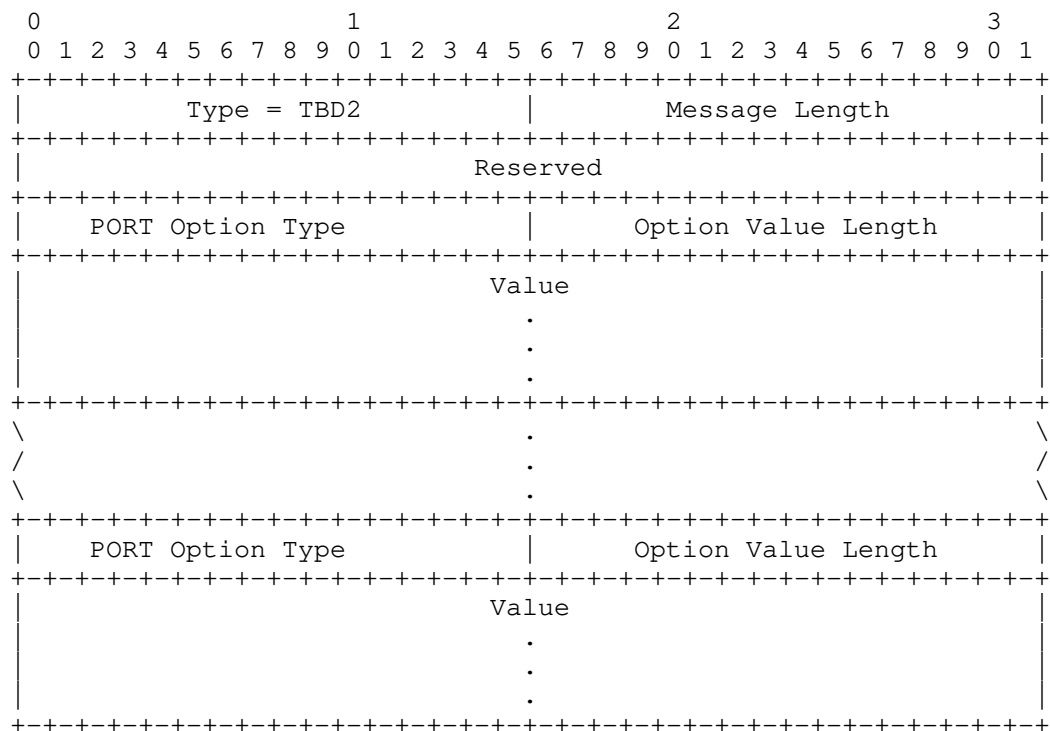 0                   1                   2                   3
 0 1 2 3 4 5 6 7 8 9 0 1 2 3 4 5 6 7 8 9 0 1 2 3 4 5 6 7 8 9 0 1
+-+-+-+-+-+-+-+-+-+-+-+-+-+-+-+-+-+-+-+-+-+-+-+-+-+-+-+-+-+-+-+-+
|          Type = TBD2          |        Message Length         |
+-+-+-+-+-+-+-+-+-+-+-+-+-+-+-+-+-+-+-+-+-+-+-+-+-+-+-+-+-+-+-+-+
|                            Reserved                           |
+-+-+-+-+-+-+-+-+-+-+-+-+-+-+-+-+-+-+-+-+-+-+-+-+-+-+-+-+-+-+-+-+
|    PORT Option Type           |      Option Value Length      |
+-+-+-+-+-+-+-+-+-+-+-+-+-+-+-+-+-+-+-+-+-+-+-+-+-+-+-+-+-+-+-+-+
|                             Value                             |
|                               .                               |
|                               .                               |
|                               .                               |
+-+-+-+-+-+-+-+-+-+-+-+-+-+-+-+-+-+-+-+-+-+-+-+-+-+-+-+-+-+-+-+-+
\                               .                               \
/                               .                               /
\                               .                               \
+-+-+-+-+-+-+-+-+-+-+-+-+-+-+-+-+-+-+-+-+-+-+-+-+-+-+-+-+-+-+-+-+
|    PORT Option Type           |      Option Value Length      |
+-+-+-+-+-+-+-+-+-+-+-+-+-+-+-+-+-+-+-+-+-+-+-+-+-+-+-+-+-+-+-+-+
|                             Value                             |
|                               .                               |
|                               .                               |
|                               .                               |
+-+-+-+-+-+-+-+-+-+-+-+-+-+-+-+-+-+-+-+-+-+-+-+-+-+-+-+-+-+-+-+-+